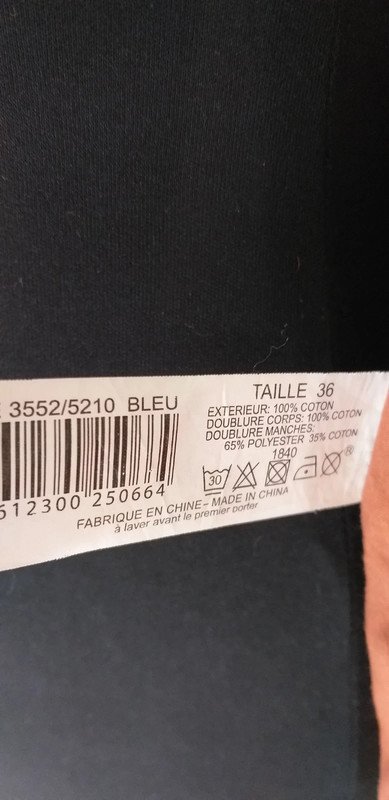 3552/5210 BLEU
612300 250664
TAILLE 36
EXTERIEUR: 100% COTON
DOUBLURE CORPS: 100% COTON
DOUBLURE MANCHES:
65% POLYESTER 35% COTON
1840
30
FABRIQUE EN CHINE – MADE IN CHINA
à laver avant le premier porter